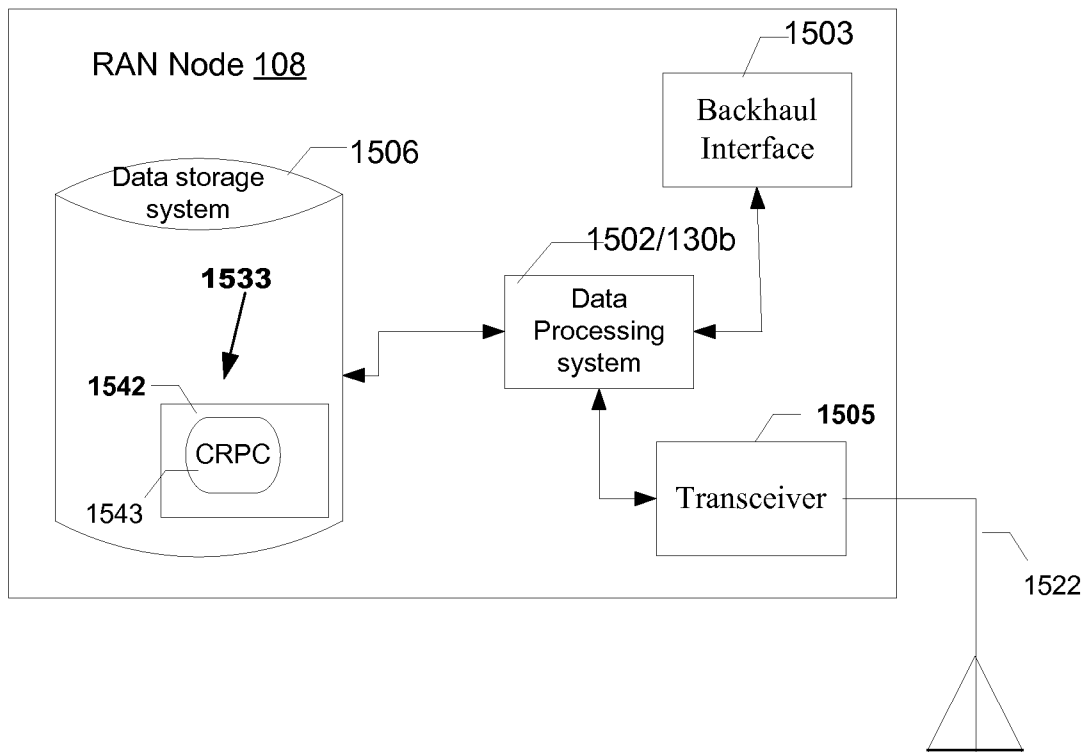 RAN Node 108
1503
Backhaul
Interface
1506
Data storage
system
1502/130b
Data
Processing
system
1533
1542
CRPC
1543
1505
Transceiver
1522